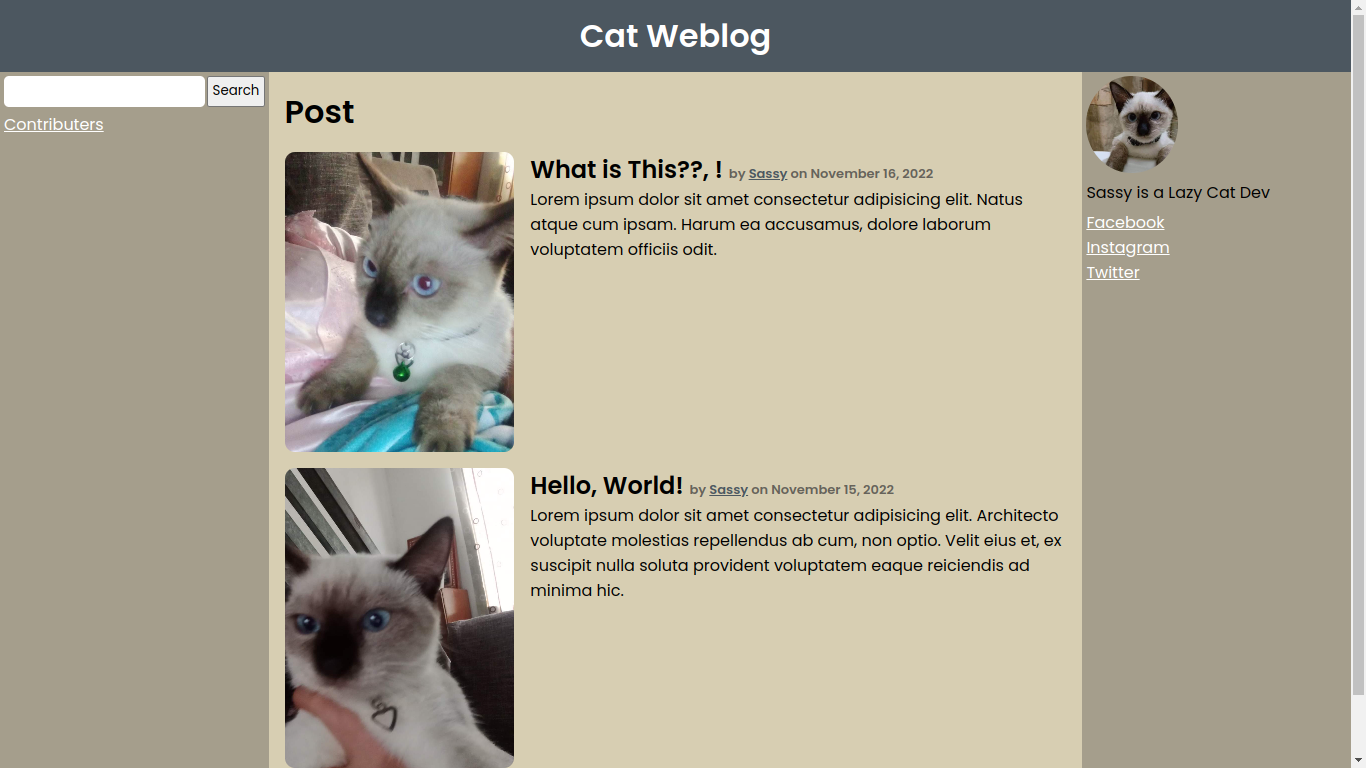 Cat Weblog
Search
Contributers
Post
What is This??, ! by Sassy on November 16, 2022
Lorem ipsum dolor sit amet consectetur adipisicing elit. Natus
atque cum ipsam. Harum ea accusamus, dolore laborum
voluptatem officiis odit.
Hello, World! by Sassy on November 15, 2022
Lorem ipsum dolor sit amet consectetur adipisicing elit. Architecto
voluptate molestias repellendus ab cum, non optio. Velit eius et, ex
suscipit nulla soluta provident voluptatem eaque reiciendis ad
minima hic.
Sassy is a Lazy Cat Dev
Facebook
Instagram
Twitter